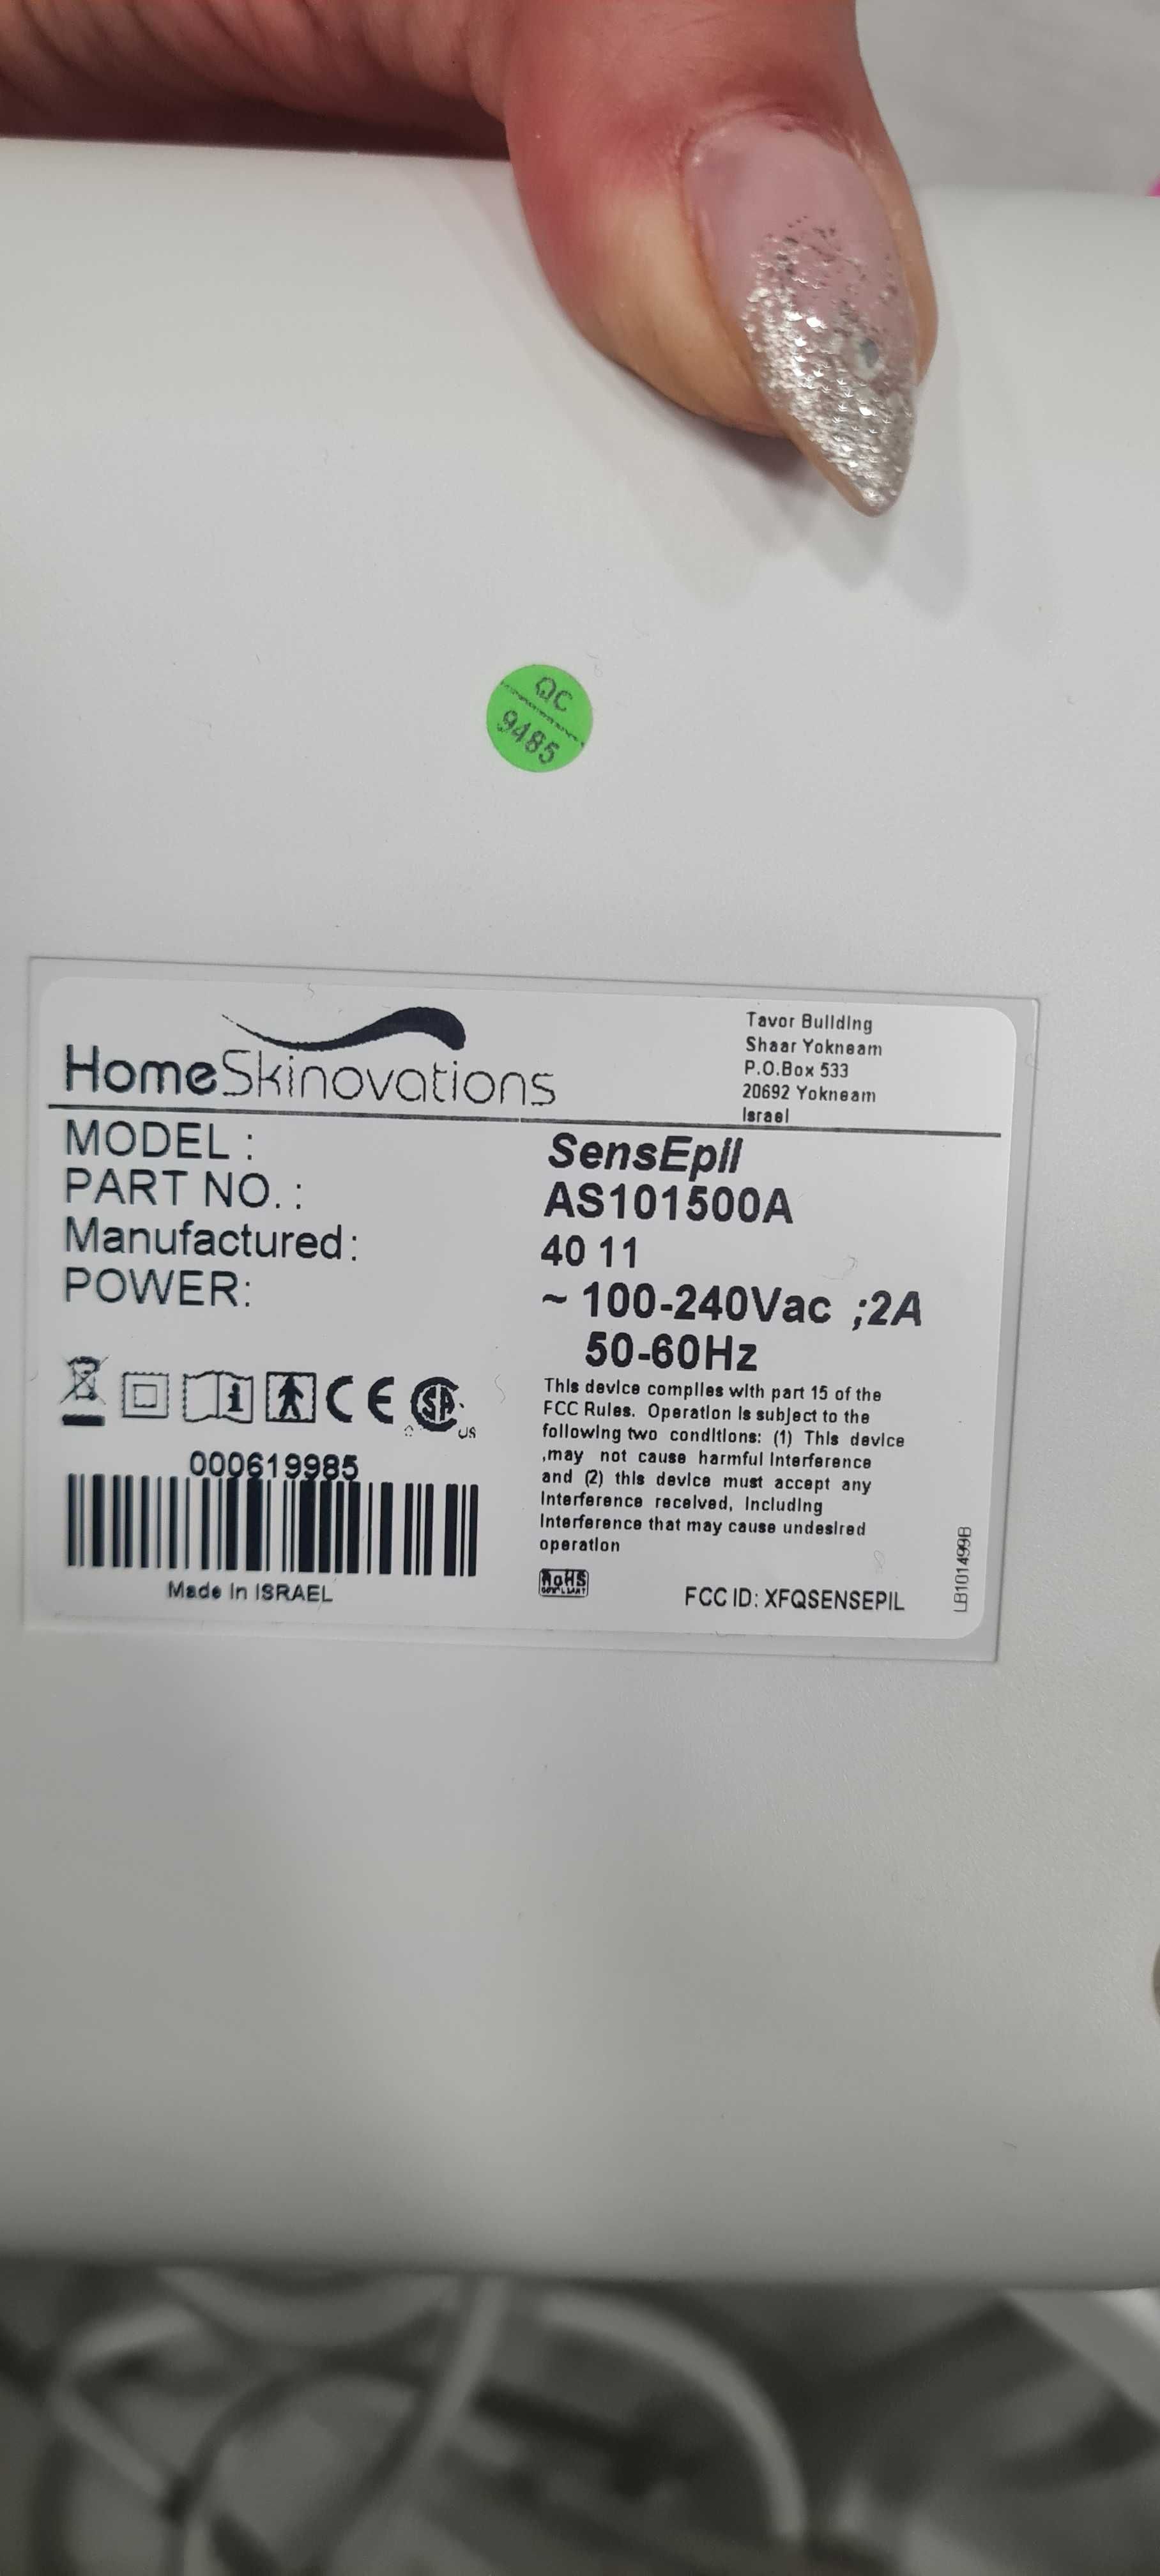 QC
9485
HomeSkinovations
Tavor Building
Shaar Yokneam
P.O.Box 533
20692 Yokneam
Israel
MODEL : SensEpil
PART NO. : AS101500A
Manufactured: 40 11
POWER: ~ 100-240Vac ;2A
50-60Hz
CE SA US
000619985
Made In ISRAEL
This device complies with part 15 of the
FCC Rules. Operation is subject to the
following two conditions: (1) This device
,may not cause harmful interference
and (2) this device must accept any
interference received, including
interference that may cause undesired
operation
RoHS
COMPLIANT
FCC ID: XFQSENSEPIL
LB101499B